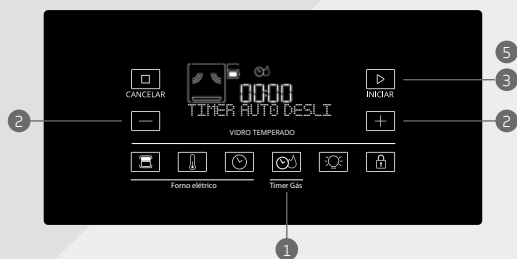 5
CANCELAR
00:00
INICIAR
3
TIMER AUTO DESLI
2
VIDRO TEMPERADO
2
Forno elétrico
Timer Gás
1